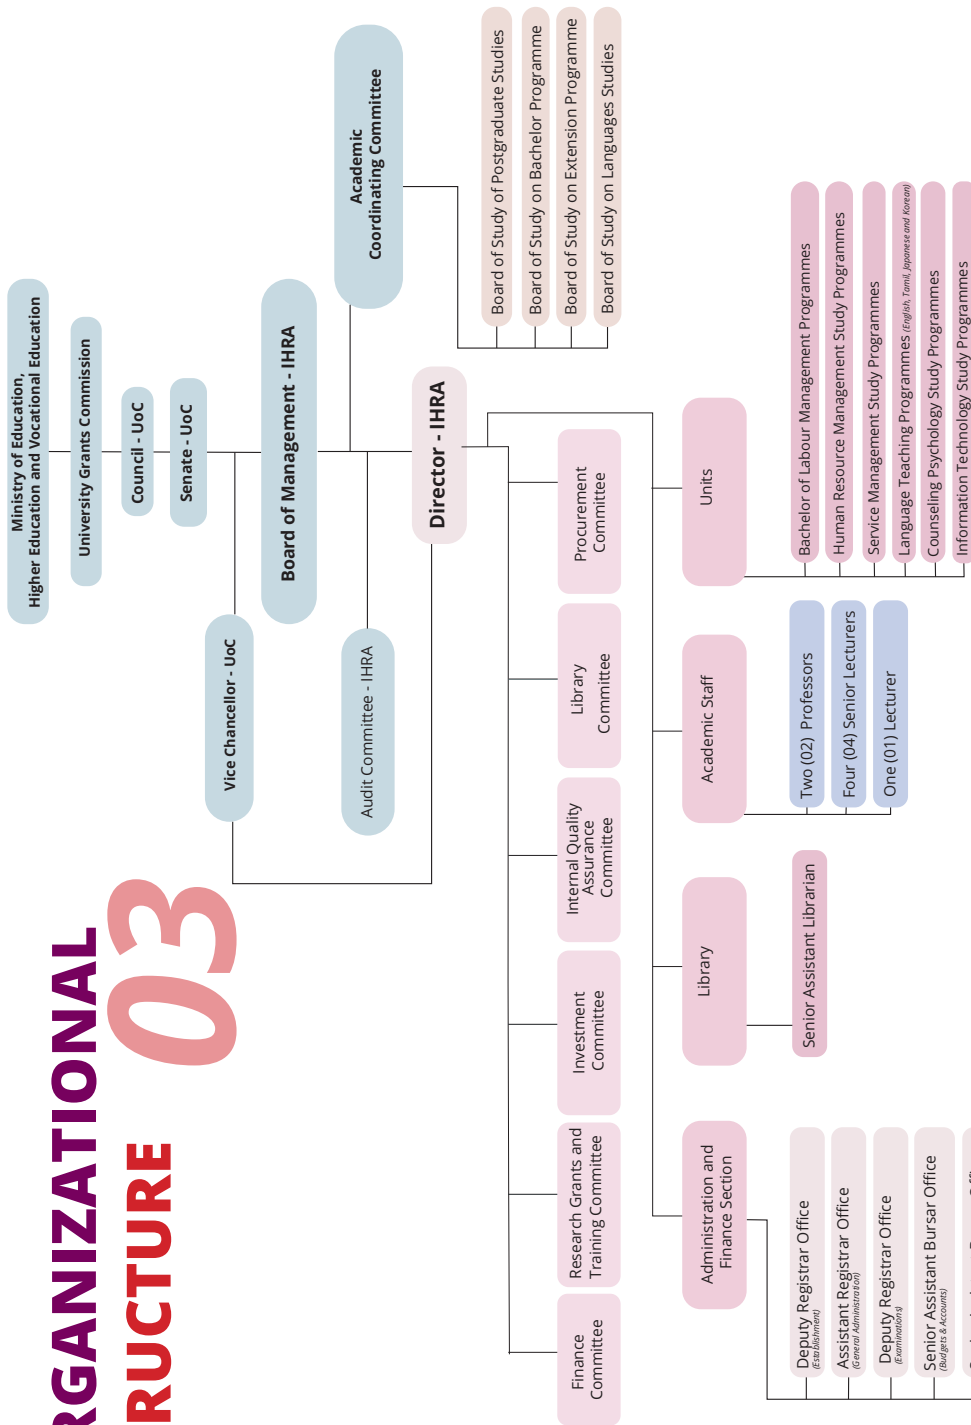 RGANIZATIONAL
RUCTURE
03
Ministry of Education,
Higher Education and Vocational Education
University Grants Commission
Council - UoC
Senate - UoC
Vice Chancellor - UoC
Board of Management - IHRA
Audit Committee - IHRA
Academic
Coordinating Committee
Director - IHRA
Board of Study of Postgraduate Studies
Board of Study on Bachelor Programme
Board of Study on Extension Programme
Board of Study on Languages Studies
Finance
Committee
Research Grants and
Training Committee
Investment
Committee
Internal Quality
Assurance
Committee
Library
Committee
Procurement
Committee
Administration and
Finance Section
Library
Academic Staff
Units
Deputy Registrar Office
(Establishment)
Assistant Registrar Office
(General Administration)
Deputy Registrar Office
(Examinations)
Senior Assistant Bursar Office
(Budgets & Accounts)
Senior Assistant Librarian
Two (02) Professors
Four (04) Senior Lecturers
One (01) Lecturer
Bachelor of Labour Management Programmes
Human Resource Management Study Programmes
Service Management Study Programmes
Language Teaching Programmes (English, Tamil, Japanese and Korean)
Counseling Psychology Study Programmes
Information Technology Study Programmes